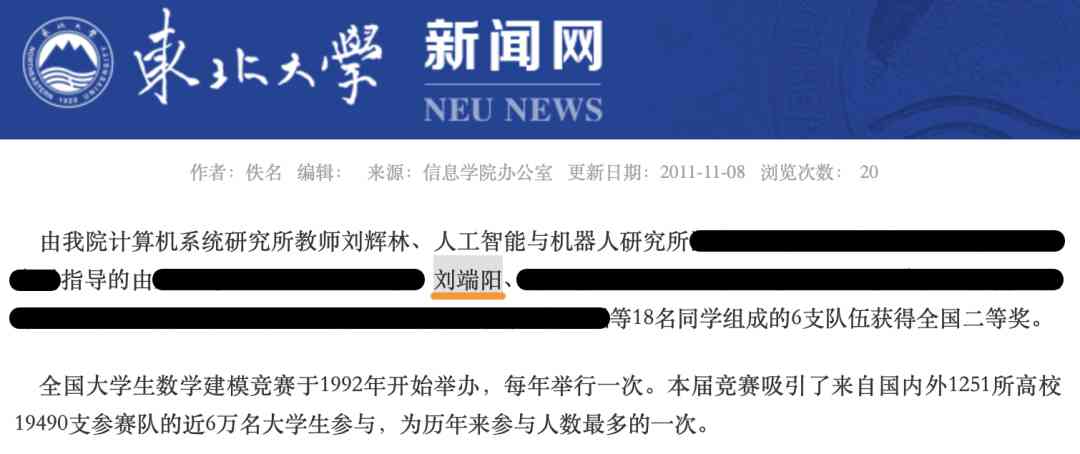 東北大學
新闻网
NEU NEWS
作者：佚名 编辑： 来源：信息学院办公室 更新日期：2011-11-08 浏览次数： 20
由我院计算机系统研究所教师刘辉林、人工智能与机器人研究所
指导的由 刘端阳、
等18名同学组成的6支队伍获得全国二等奖。
全国大学生数学建模竞赛于1992年开始举办，每年举行一次。本届竞赛吸引了来自国内外1251所高校
19490支参赛队的近6万名大学生参与，为历年来参与人数最多的一次。